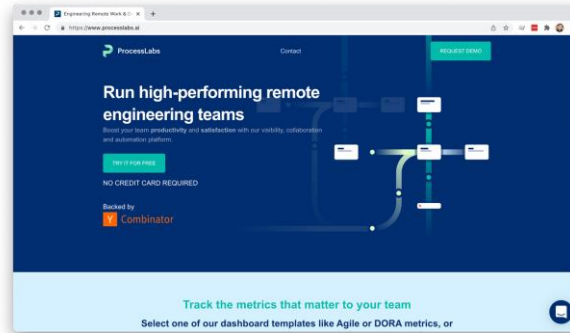 Engineering Remote Work & D
https://www.processlabs.ai
ProcessLabs
Contact
REQUEST DEMO
Run high-performing remote
engineering teams
Boost your team productivity and satisfaction with our visibility, collaboration
and automation platform.
TRY IT FOR FREE
NO CREDIT CARD REQUIRED
Backed by
Y Combinator
Track the metrics that matter to your team
Select one of our dashboard templates like Agile or DORA metrics, or